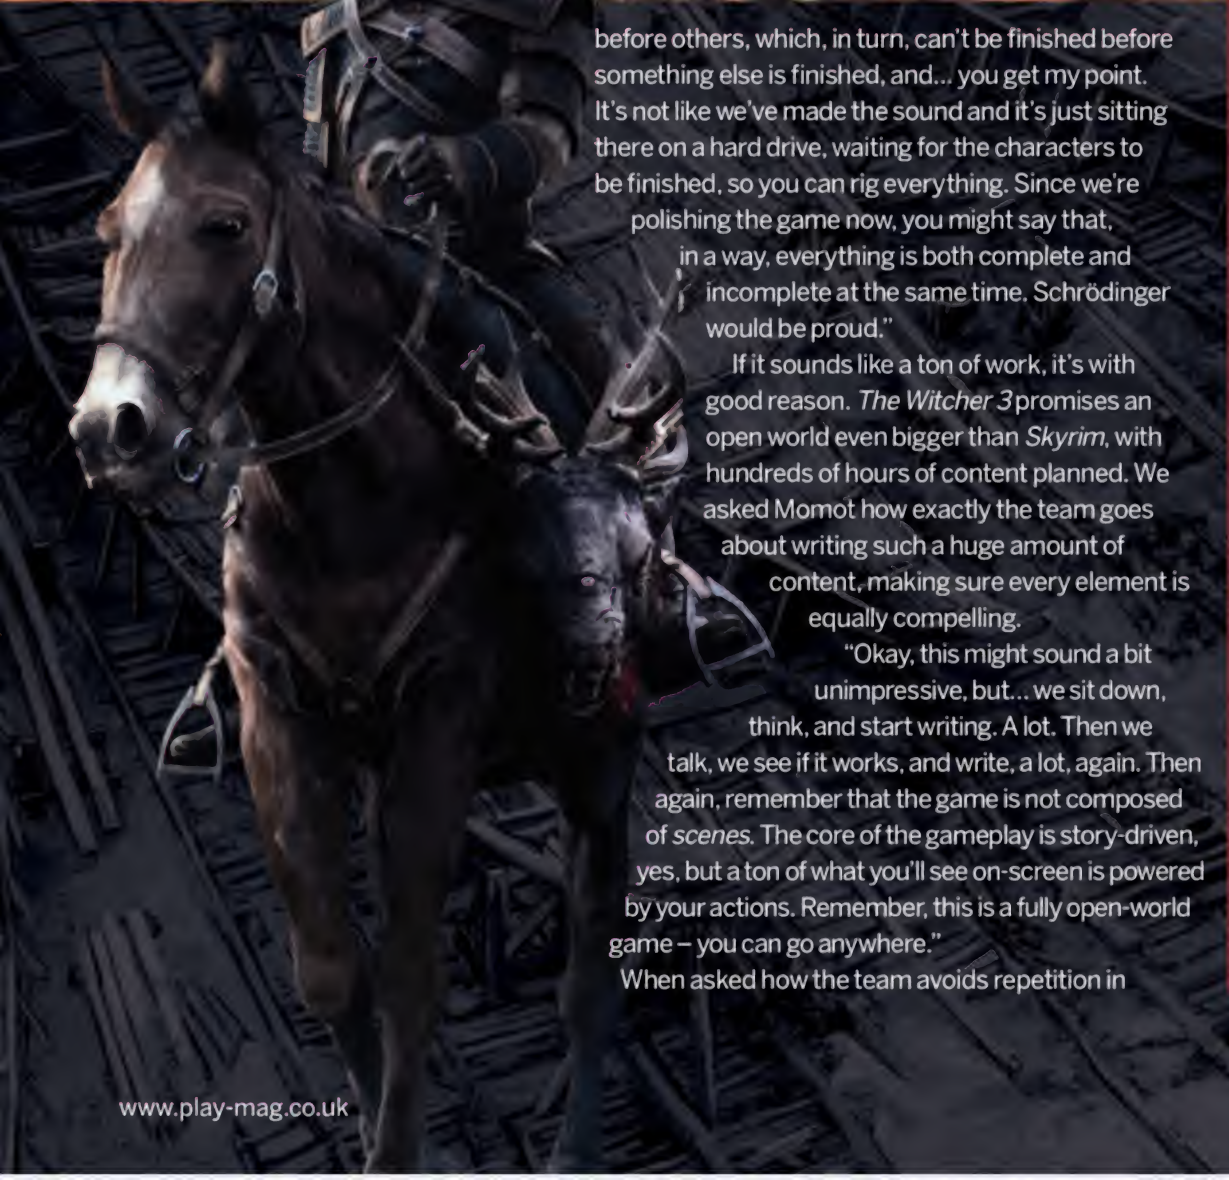 before others, which, in turn, can't be finished before
something else is finished, and... you get my point.
It's not like we've made the sound and it's just sitting
there on a hard drive, waiting for the characters to
be finished, so you can rig everything. Since we're
polishing the game now, you might say that,
in a way, everything is both complete and
incomplete at the same time. Schrödinger
would be proud.”
If it sounds like a ton of work, it's with
good reason. The Witcher 3 promises an
open world even bigger than Skyrim, with
hundreds of hours of content planned. We
asked Momot how exactly the team goes
about writing such a huge amount of
content, making sure every element is
equally compelling.
“Okay, this might sound a bit
unimpressive, but... we sit down,
think, and start writing. A lot. Then we
talk, we see if it works, and write, a lot, again. Then
again, remember that the game is not composed
of scenes. The core of the gameplay is story-driven,
yes, but a ton of what you'll see on-screen is powered
by your actions. Remember, this is a fully open-world
game – you can go anywhere.”
When asked how the team avoids repetition in
www.play-mag.co.uk